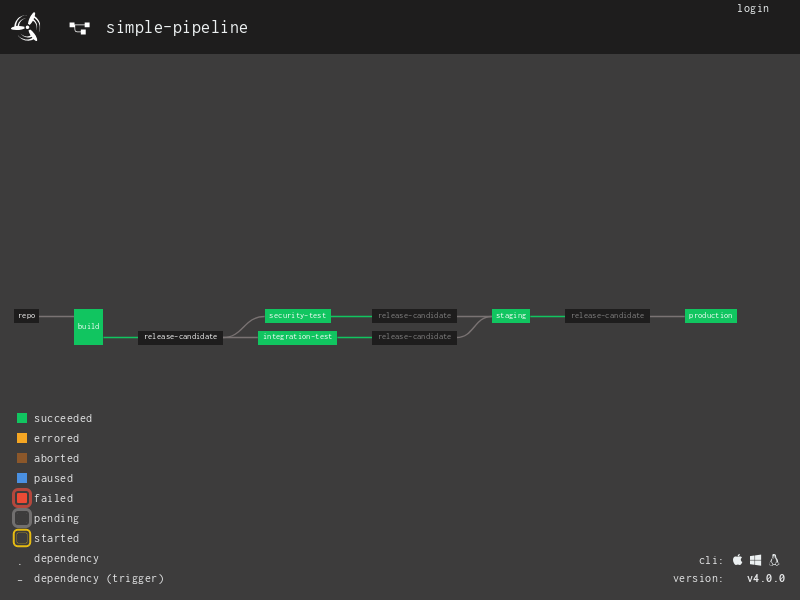 login
simple-pipeline
repo
build
release-candidate
security-test
integration-test
release-candidate
release-candidate
staging
release-candidate
production
succeeded
errored
aborted
paused
failed
pending
started
dependency
dependency (trigger)
cli:
version: v4.0.0